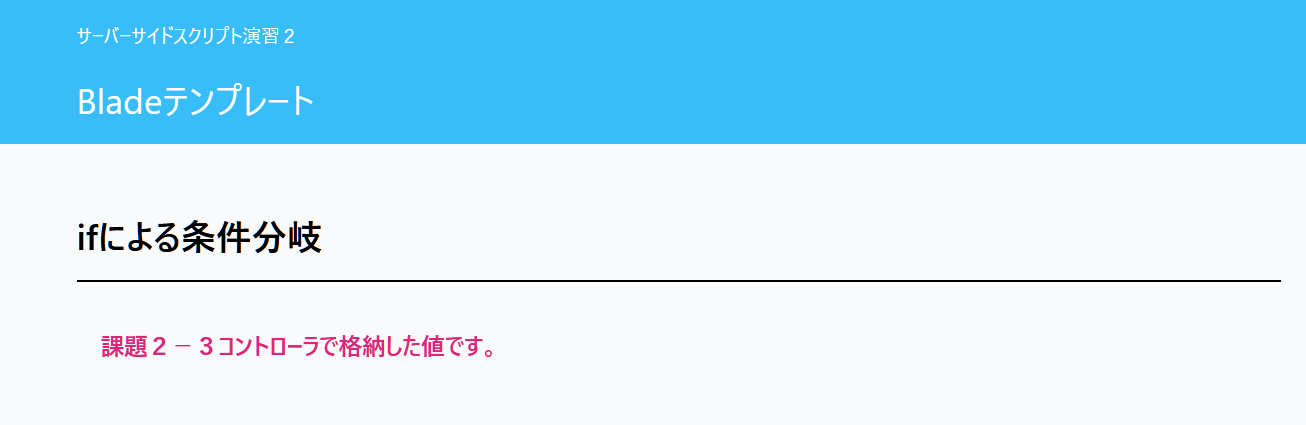 サーバーサイドスクリプト演習２
Bladeテンプレート
ifによる条件分岐
課題２－３コントローラで格納した値です。